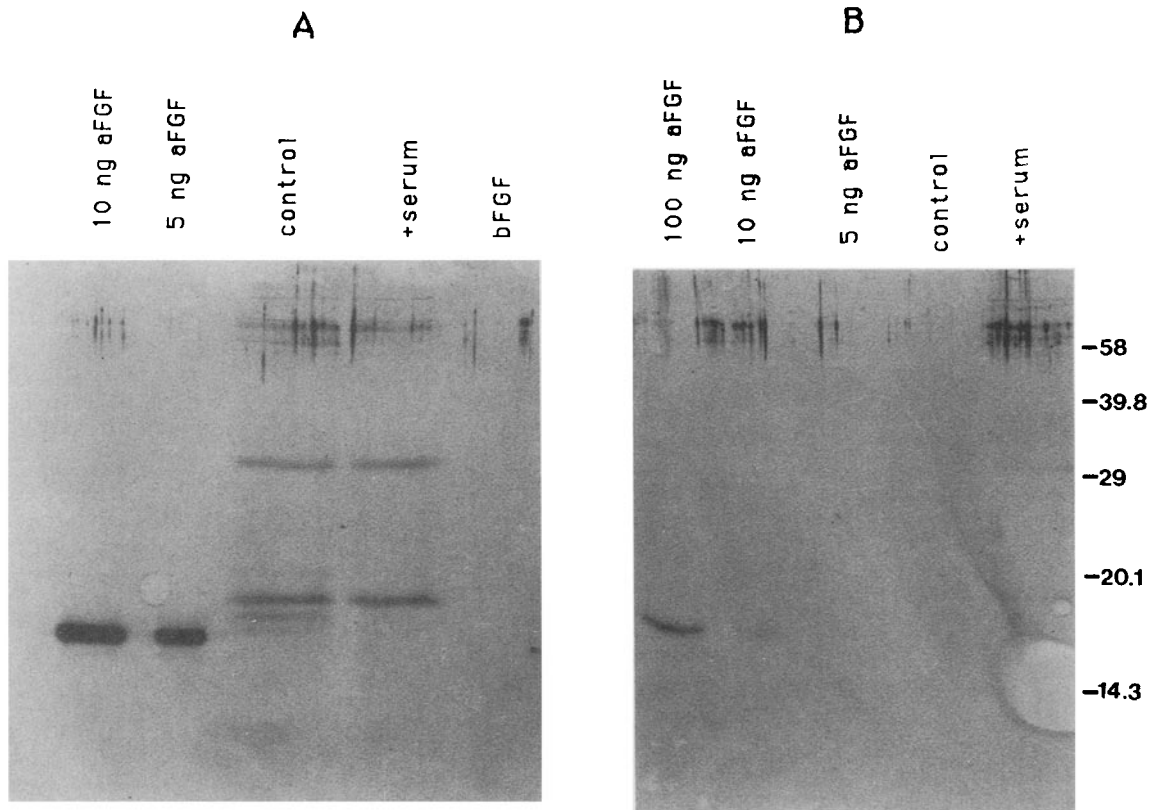 A
B
10 ng aFGF
5 ng aFGF
control
+serum
bFGF
100 ng aFGF
10 ng aFGF
5 ng aFGF
control
+serum
–58
–39.8
–29
–20.1
–14.3